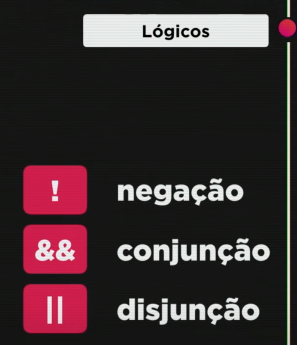 Lógicos
! negação
&& conjunção
|| disjunção